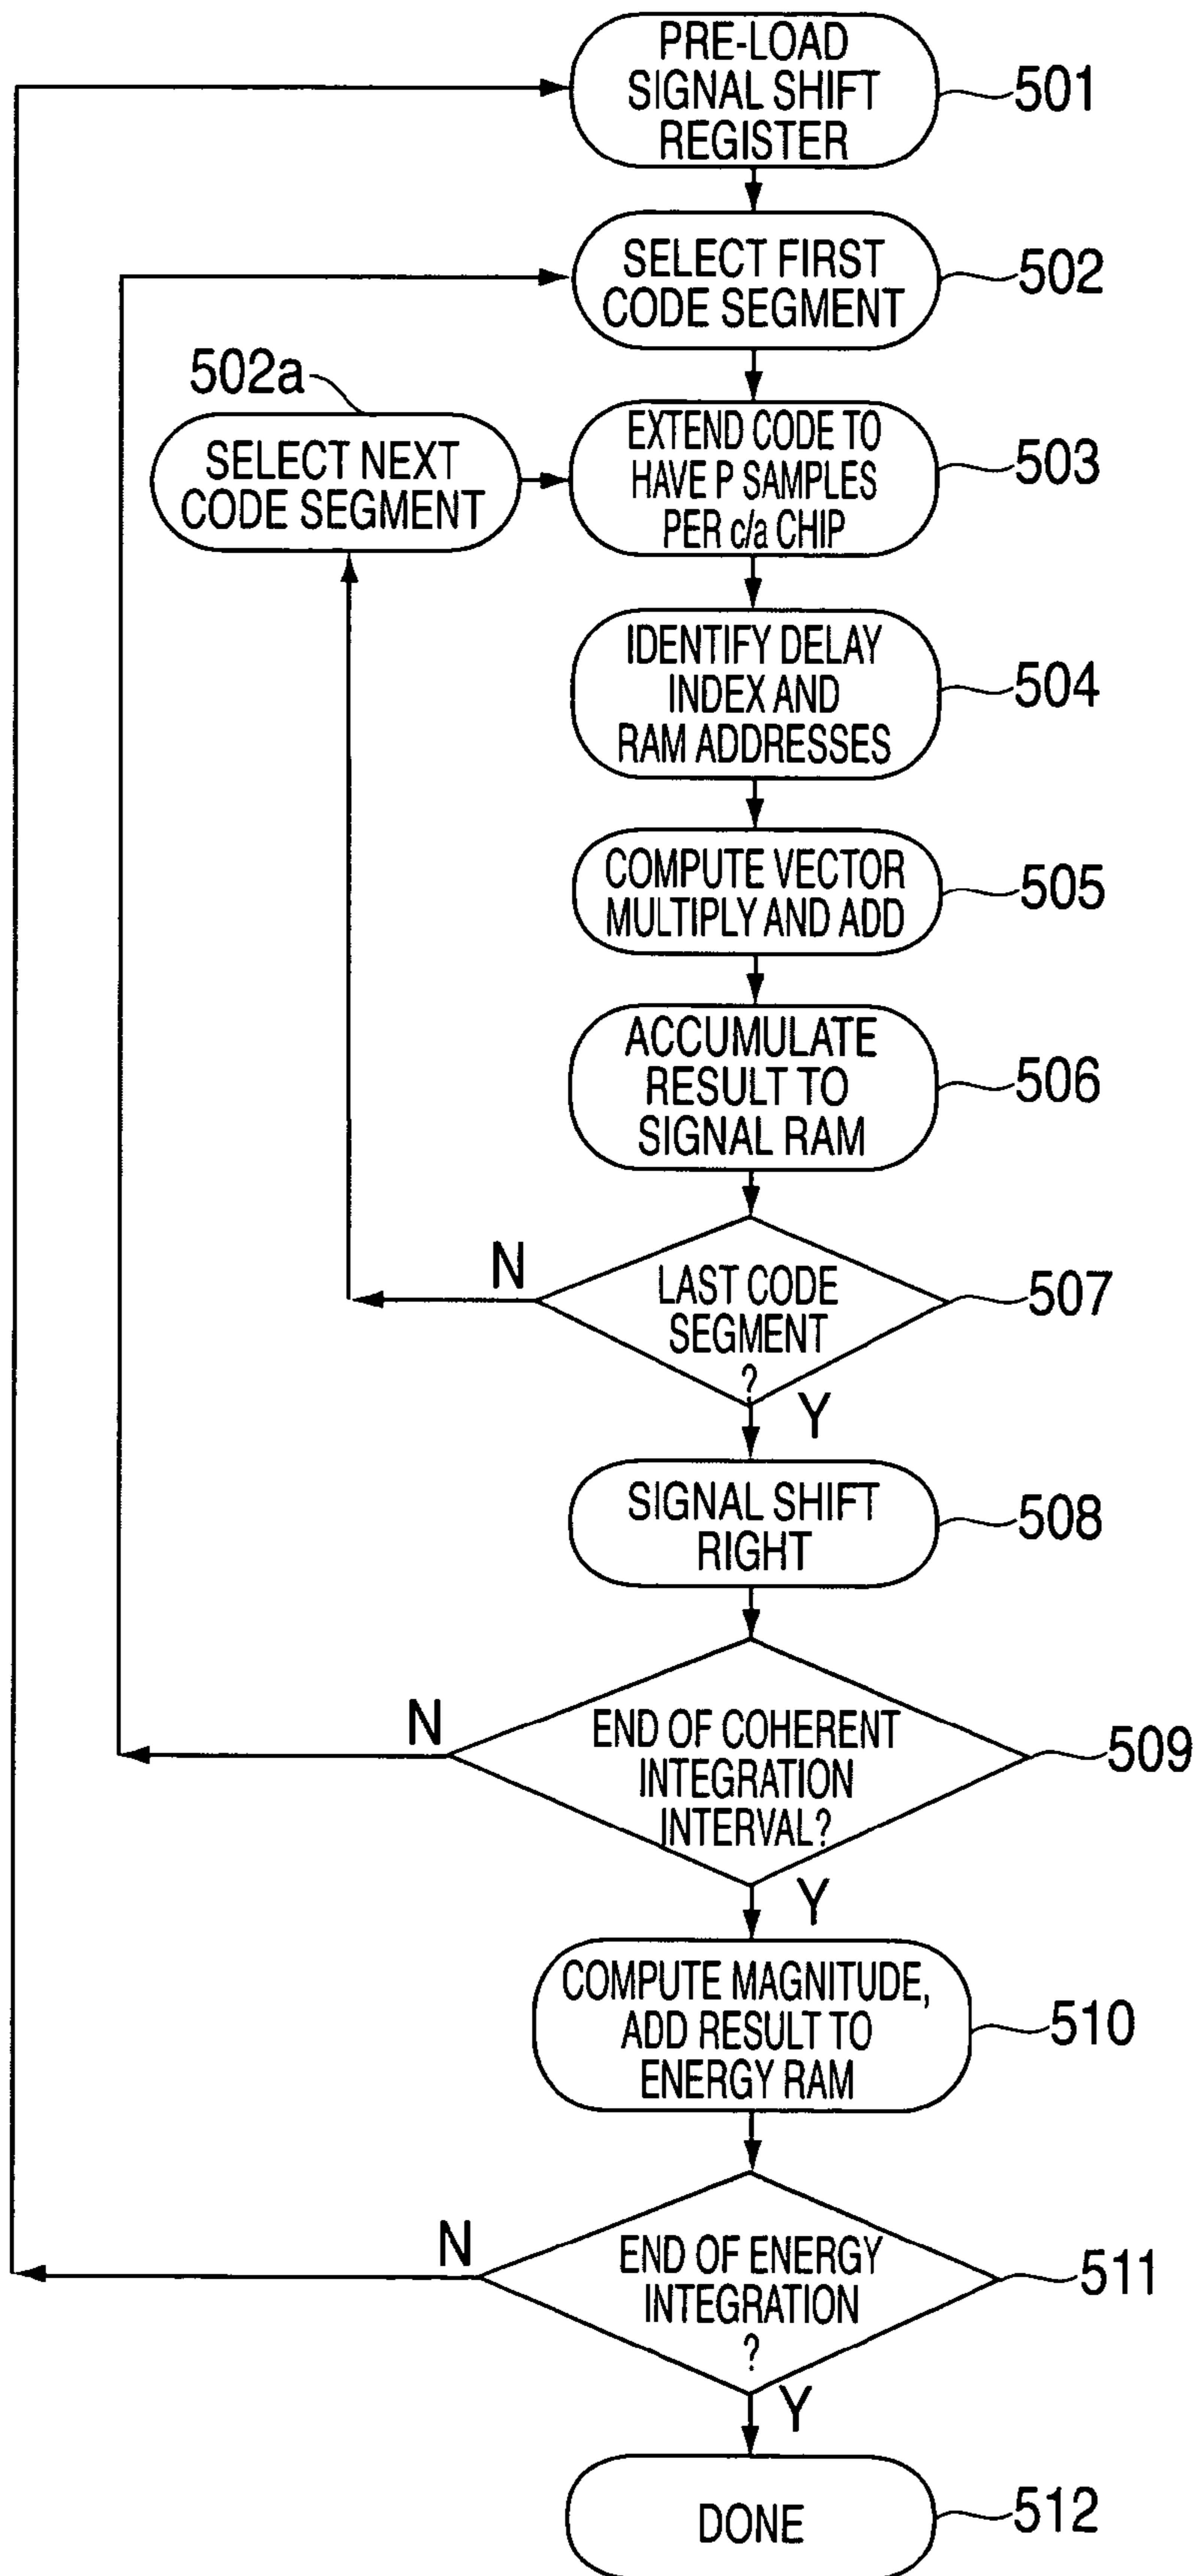 PRE-LOAD
SIGNAL SHIFT
REGISTER
501
SELECT FIRST
CODE SEGMENT
502
502a
SELECT NEXT
CODE SEGMENT
EXTEND CODE TO
HAVE P SAMPLES
PER c/a CHIP
503
IDENTIFY DELAY
INDEX AND
RAM ADDRESSES
504
COMPUTE VECTOR
MULTIPLY AND ADD
505
ACCUMULATE
RESULT TO
SIGNAL RAM
506
N
LAST CODE
SEGMENT
?
507
Y
SIGNAL SHIFT
RIGHT
508
N
END OF COHERENT
INTEGRATION
INTERVAL?
509
Y
COMPUTE MAGNITUDE,
ADD RESULT TO
ENERGY RAM
510
N
END OF ENERGY
INTEGRATION
?
511
Y
DONE
512